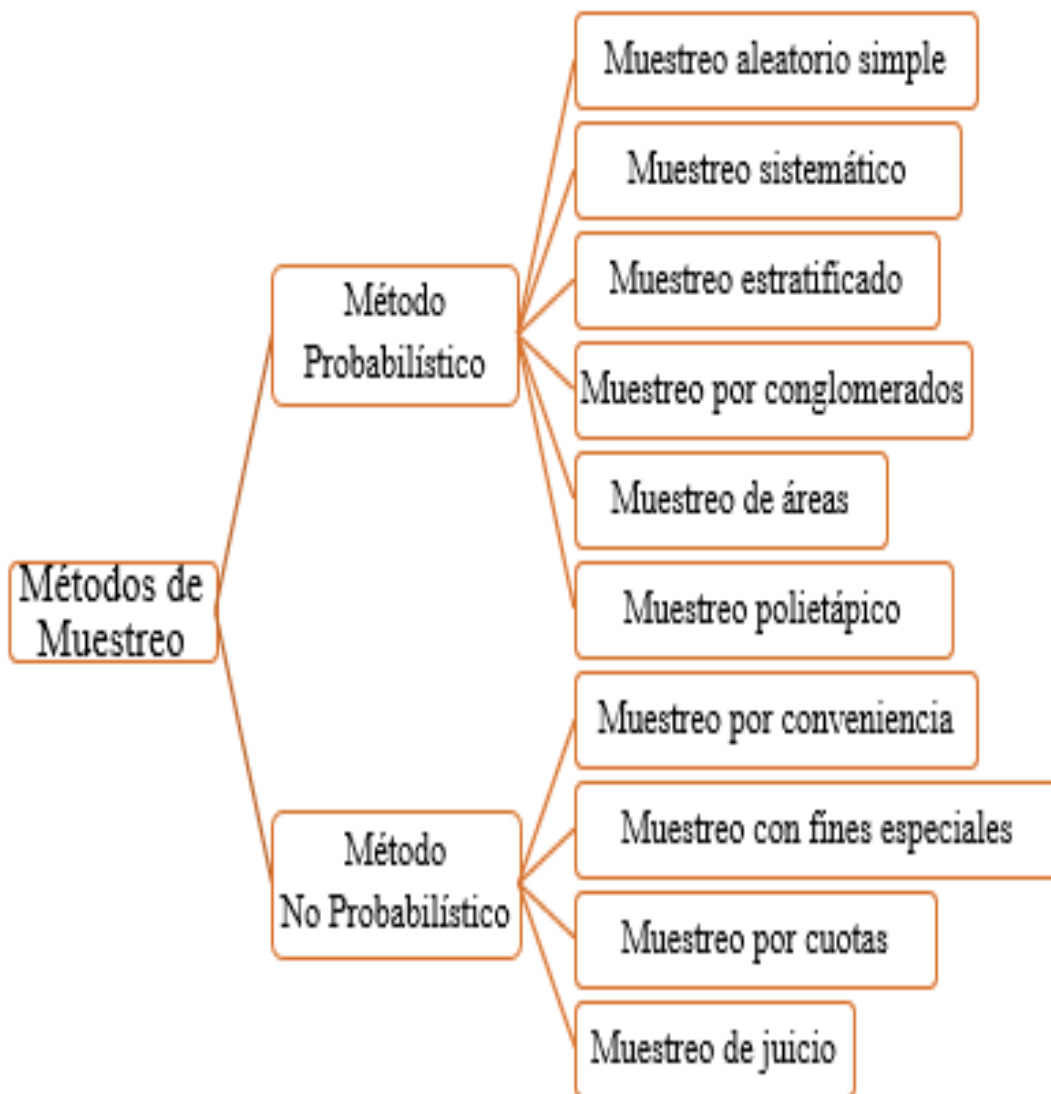 Métodos de
Muestreo
Método
Probabilístico
Muestreo aleatorio simple
Muestreo sistemático
Muestreo estratificado
Muestreo por conglomerados
Muestreo de áreas
Muestreo polietápico
Método
No Probabilístico
Muestreo por conveniencia
Muestreo con fines especiales
Muestreo por cuotas
Muestreo de juicio